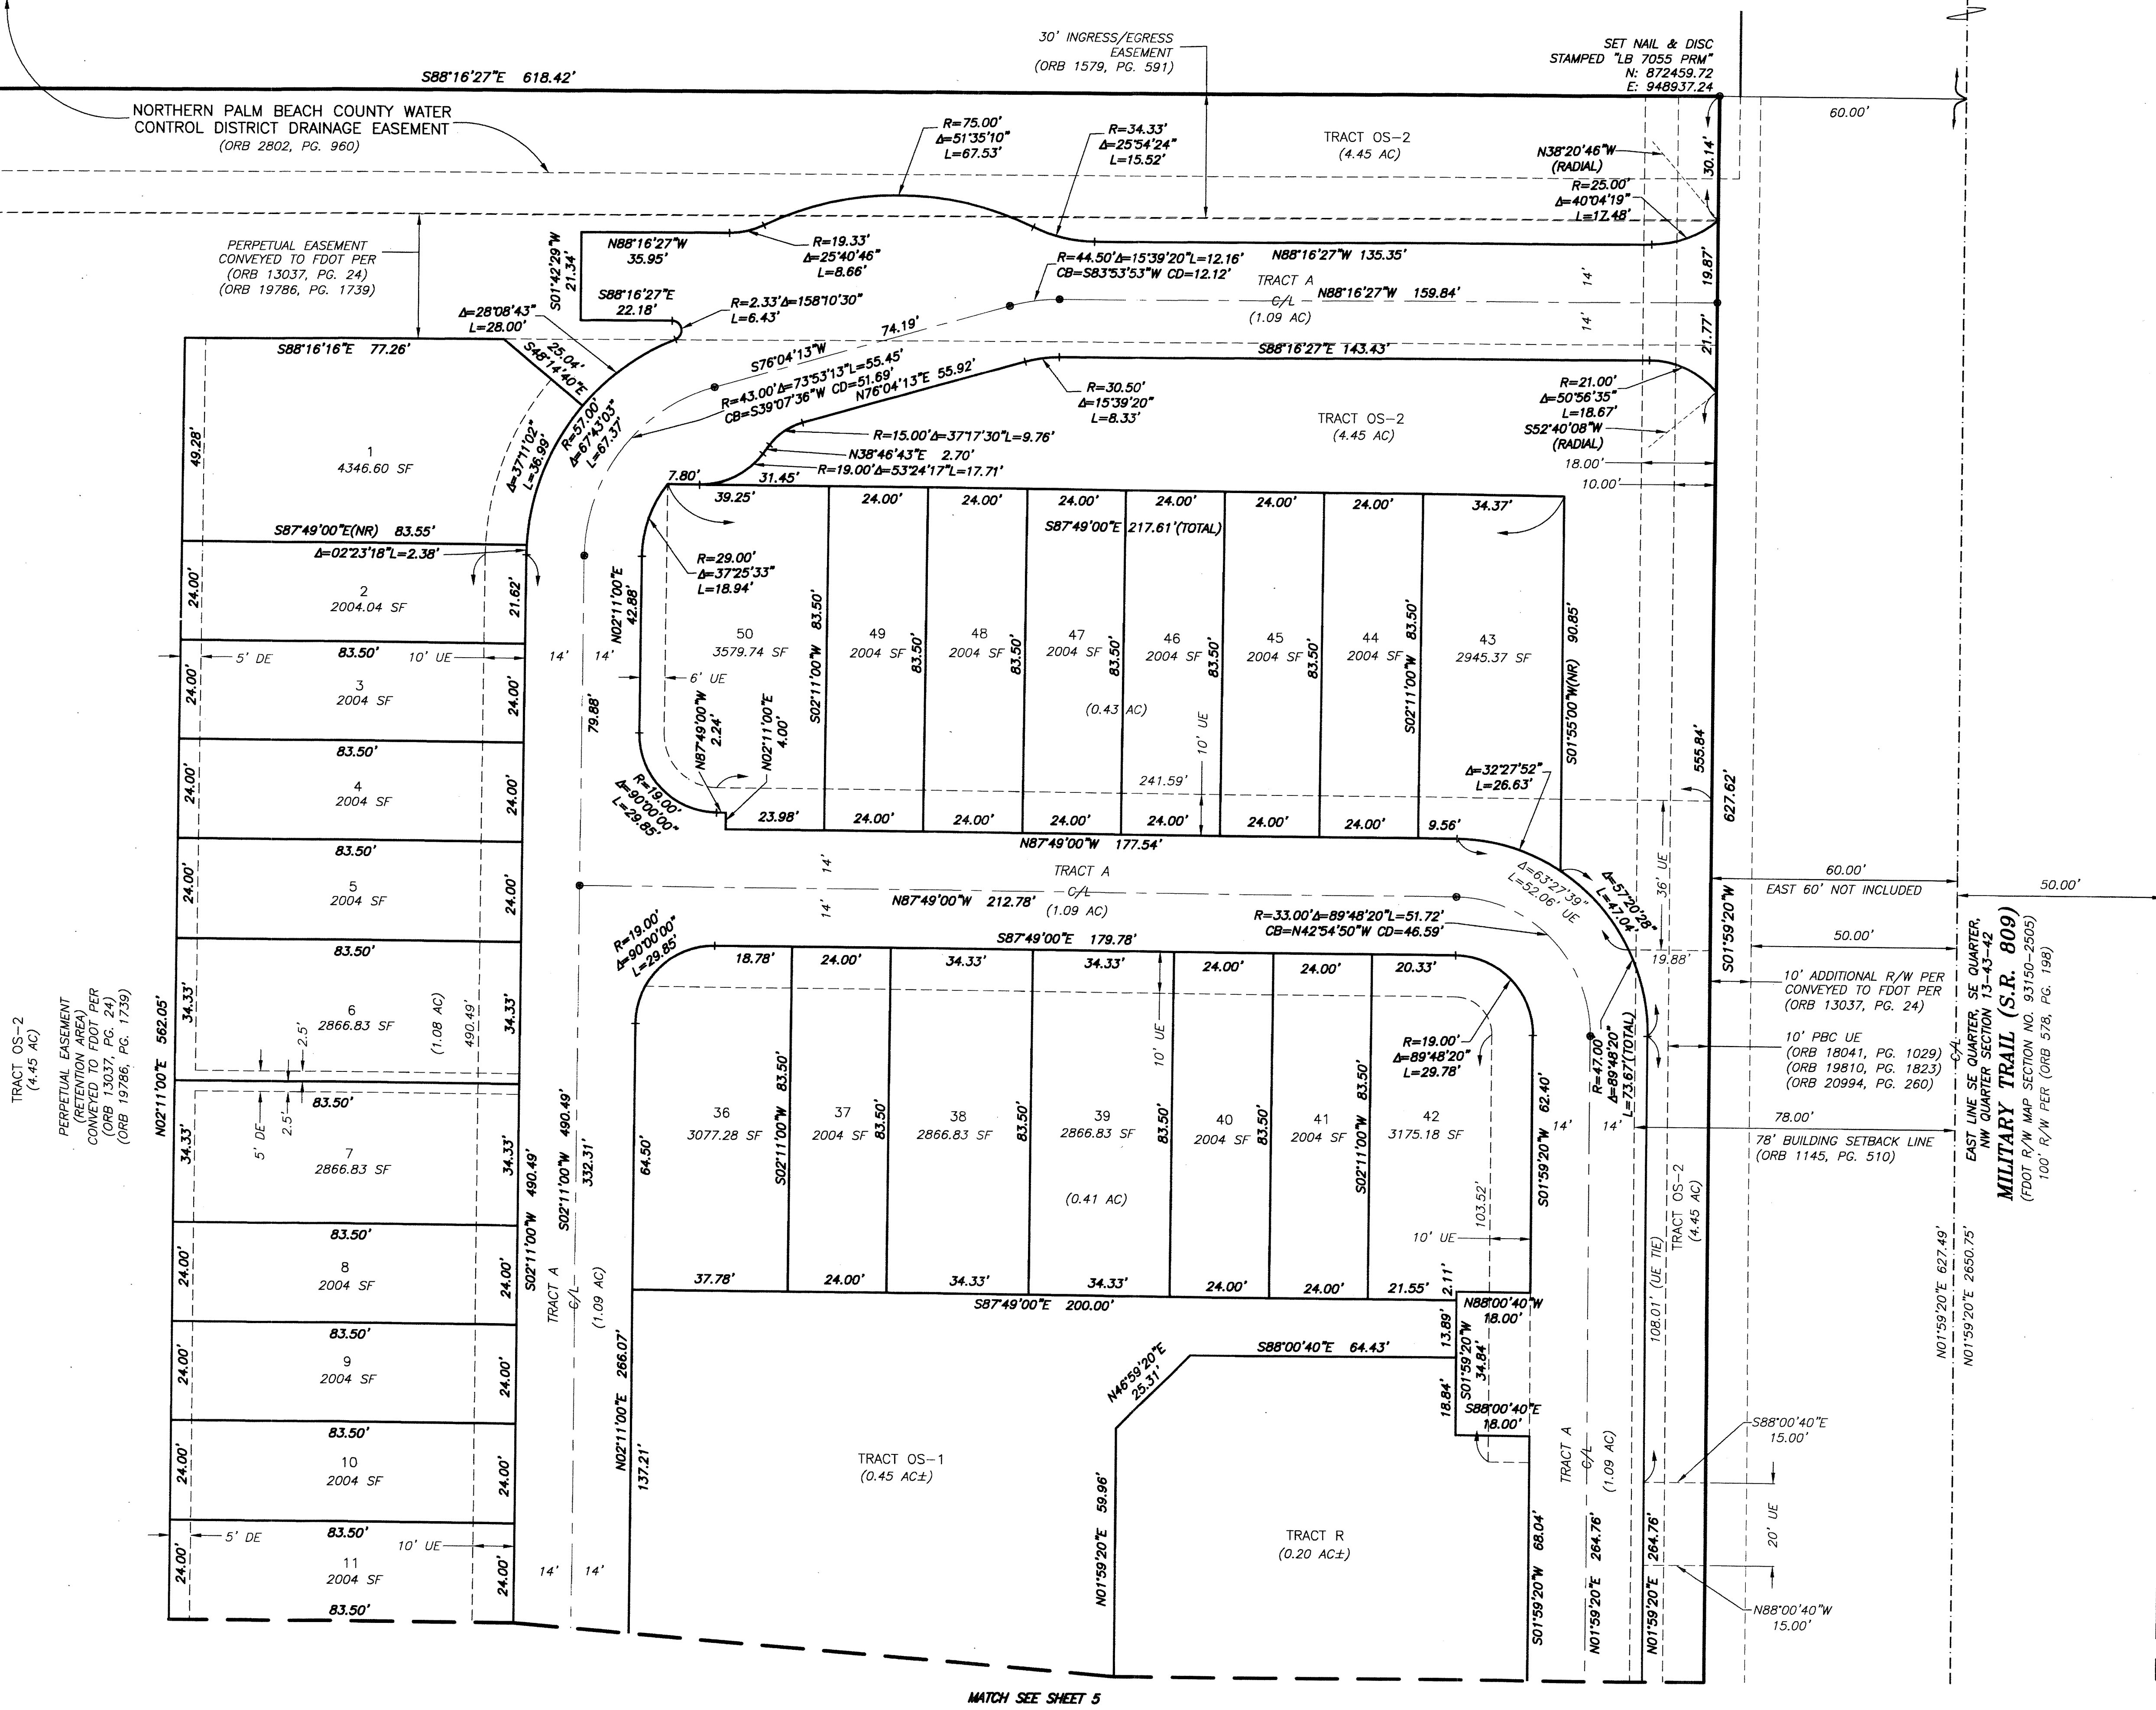 S88°16'27"E 618.42'
NORTHERN PALM BEACH COUNTY WATER
CONTROL DISTRICT DRAINAGE EASEMENT
(ORB 2802, PG. 960)
30' INGRESS/EGRESS
EASEMENT
(ORB 1579, PG. 591)
SET NAIL & DISC
STAMPED "LB 7055 PRM"
N: 872459.72
E: 948937.24
60.00'
R=75.00'
Δ=51°35'10"
L=67.53'
R=34.33'
Δ=25°54'24"
L=15.52'
TRACT OS-2
(4.45 AC)
N38°20'46"W
(RADIAL)
30.14'
R=25.00'
Δ=40°04'19"
L=17.48'
PERPETUAL EASEMENT
CONVEYED TO FDOT PER
(ORB 13037, PG. 24)
(ORB 19786, PG. 1739)
S01°42'29"W
21.34'
N88°16'27"W
35.95'
R=19.33'
Δ=25°40'46"
L=8.66'
S88°16'27"E
22.18'
R=2.33'Δ=158°10'30"
L=6.43'
R=44.50'Δ=15°39'20"L=12.16'
CB=S83°53'53"W CD=12.12'
N88°16'27"W 135.35'
TRACT A
C/L
N88°16'27"W 159.84'
(1.09 AC)
14'
14'
19.87'
21.77'
Δ=28°08'43"
L=28.00'
25.04'
S48°14'40"E
S88°16'16"E 77.26'
74.19'
S76°04'13"W
R=43.00'Δ=73°53'13"L=55.45'
CB=S39°07'36"W CD=51.69'
N76°04'13"E 55.92'
S88°16'27"E 143.43'
R=30.50'
Δ=15°39'20"
L=8.33'
TRACT OS-2
(4.45 AC)
R=21.00'
Δ=50°56'35"
L=18.67'
S52°40'08"W
(RADIAL)
18.00'
10.00'
R=57.00'
Δ=67°43'03"
L=67.37'
Δ=37°11'02"
L=36.99'
R=15.00'Δ=37°17'30"L=9.76'
N38°46'43"E 2.70'
R=19.00'Δ=53°24'17"L=17.71'
49.28'
1
4346.60 SF
7.80'
31.45'
39.25'
24.00'
24.00'
24.00'
24.00'
24.00'
24.00'
34.37'
S87°49'00"E 217.61'(TOTAL)
S87°49'00"E(NR) 83.55'
Δ=02°23'18"L=2.38'
R=29.00'
Δ=37°25'33"
L=18.94'
24.00'
2
2004.04 SF
21.62'
N02°11'00"E
42.88'
83.50'
5' DE
10' UE
14'
14'
6' UE
50
3579.74 SF
S02°11'00"W 83.50'
49
2004 SF
83.50'
48
2004 SF
83.50'
47
2004 SF
83.50'
46
2004 SF
83.50'
45
2004 SF
83.50'
44
2004 SF
S02°11'00"W 83.50'
43
2945.37 SF
S01°55'00"W(NR) 90.85'
(0.43 AC)
10' UE
241.59'
24.00'
3
2004 SF
24.00'
79.88'
N87°49'00"W
2.24'
N02°11'00"E
4.00'
83.50'
24.00'
4
2004 SF
24.00'
R=19.00'
Δ=90°00'00"
L=29.85'
Δ=32°27'52"
L=26.63'
555.84'
627.62'
23.98'
24.00'
24.00'
24.00'
24.00'
24.00'
24.00'
9.56'
N87°49'00"W 177.54'
83.50'
24.00'
5
2004 SF
24.00'
14'
14'
TRACT A
C/L
N87°49'00"W 212.78'
(1.09 AC)
Δ=63°27'39"
L=52.06' UE
Δ=57°20'28"
L=47.04'
36' UE
60.00'
EAST 60' NOT INCLUDED
50.00'
R=33.00'Δ=89°48'20"L=51.72'
CB=N42°54'50"W CD=46.59'
R=19.00'
Δ=90°00'00"
L=29.85'
S87°49'00"E 179.78'
18.78'
24.00'
34.33'
34.33'
24.00'
24.00'
20.33'
19.88'
S01°59'20"W
50.00'
10' ADDITIONAL R/W PER
CONVEYED TO FDOT PER
(ORB 13037, PG. 24)
10' PBC UE
(ORB 18041, PG. 1029)
(ORB 19810, PG. 1823)
(ORB 20994, PG. 260)
78.00'
78' BUILDING SETBACK LINE
(ORB 1145, PG. 510)
EAST LINE SE QUARTER, SE QUARTER,
NW QUARTER SECTION 13-43-42
C/L
MILITARY TRAIL (S.R. 809)
(FDOT R/W MAP SECTION NO. 93150-2505)
100' R/W PER (ORB 578, PG. 198)
N01°59'20"E 627.49'
N01°59'20"E 2650.75'
TRACT OS-2
(4.45 AC)
PERPETUAL EASEMENT
(RETENTION AREA)
CONVEYED TO FDOT PER
(ORB 13037, PG. 24)
(ORB 19786, PG. 1739)
N02°11'00"E 562.05'
83.50'
34.33'
6
2866.83 SF
2.5'
(1.08 AC)
490.49'
34.33'
83.50'
5' DE
2.5'
34.33'
7
2866.83 SF
34.33'
S02°11'00"W 490.49'
S02°11'00"W 490.49'
332.31'
64.50'
36
3077.28 SF
S02°11'00"W 83.50'
37
2004 SF
83.50'
38
2866.83 SF
83.50'
39
2866.83 SF
83.50'
10' UE
40
2004 SF
83.50'
41
2004 SF
S02°11'00"W 83.50'
42
3175.18 SF
(0.41 AC)
R=19.00'
Δ=89°48'20"
L=29.78'
S01°59'20"W 62.40'
103.52'
10' UE
14'
14'
R=47.00'
Δ=89°48'20"
L=73.67'(TOTAL)
108.01' (UE TIE)
TRACT OS-2
(4.45 AC)
83.50'
24.00'
8
2004 SF
24.00'
TRACT A
C/L
(1.09 AC)
37.78'
24.00'
34.33'
34.33'
24.00'
24.00'
21.55'
2.11'
S87°49'00"E 200.00'
N88°00'40"W
18.00'
13.89'
S01°59'20"W
34.84'
S88°00'40"E 64.43'
N46°59'20"E
25.31'
18.84'
S88°00'40"E
18.00'
83.50'
24.00'
9
2004 SF
24.00'
N02°11'00"E 266.07'
137.21'
83.50'
24.00'
10
2004 SF
24.00'
TRACT OS-1
(0.45 AC±)
N01°59'20"E 59.96'
TRACT R
(0.20 AC±)
TRACT A
C/L
(1.09 AC)
S01°59'20"W 68.04'
N01°59'20"E 264.76'
N01°59'20"E 264.76'
S88°00'40"E
15.00'
20' UE
N88°00'40"W
15.00'
83.50'
5' DE
10' UE
24.00'
11
2004 SF
24.00'
14'
14'
83.50'
MATCH SEE SHEET 5